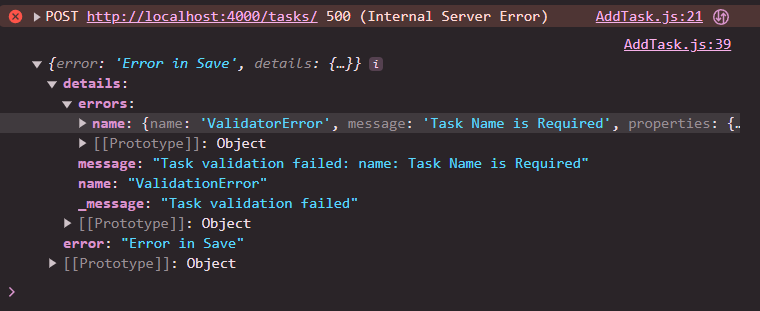 POST http://localhost:4000/tasks/ 500 (Internal Server Error) AddTask.js:21
AddTask.js:39
{error: 'Error in Save', details: {…}} i
details:
errors:
name: {name: 'ValidatorError', message: 'Task Name is Required', properties: {…
[[Prototype]]: Object
message: "Task validation failed: name: Task Name is Required"
name: "ValidationError"
_message: "Task validation failed"
[[Prototype]]: Object
error: "Error in Save"
[[Prototype]]: Object